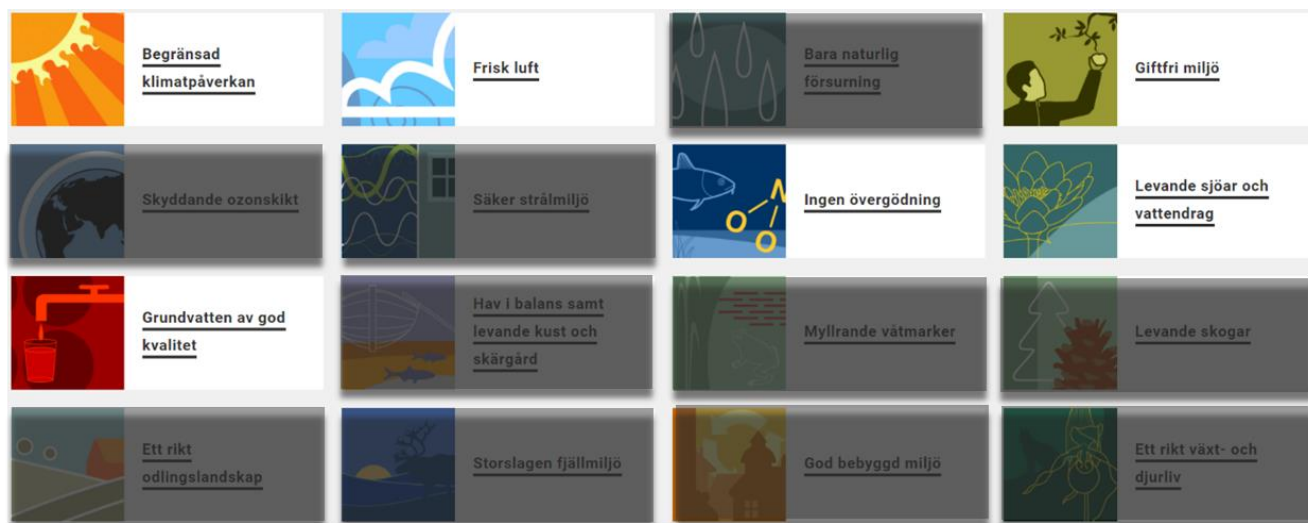 Begränsad
klimatpåverkan
Frisk luft
Bara naturlig
försurning
Giftfri miljö
Skyddande ozonskikt
Säker strålmiljö
Ingen övergödning
Levande sjöar och
vattendrag
Grundvatten av god
kvalitet
Hav i balans samt
levande kust och
skärgård
Myllrande våtmarker
Levande skogar
Ett rikt
odlingslandskap
Storslagen fjällmiljö
God bebyggd miljö
Ett rikt växt- och
djurliv